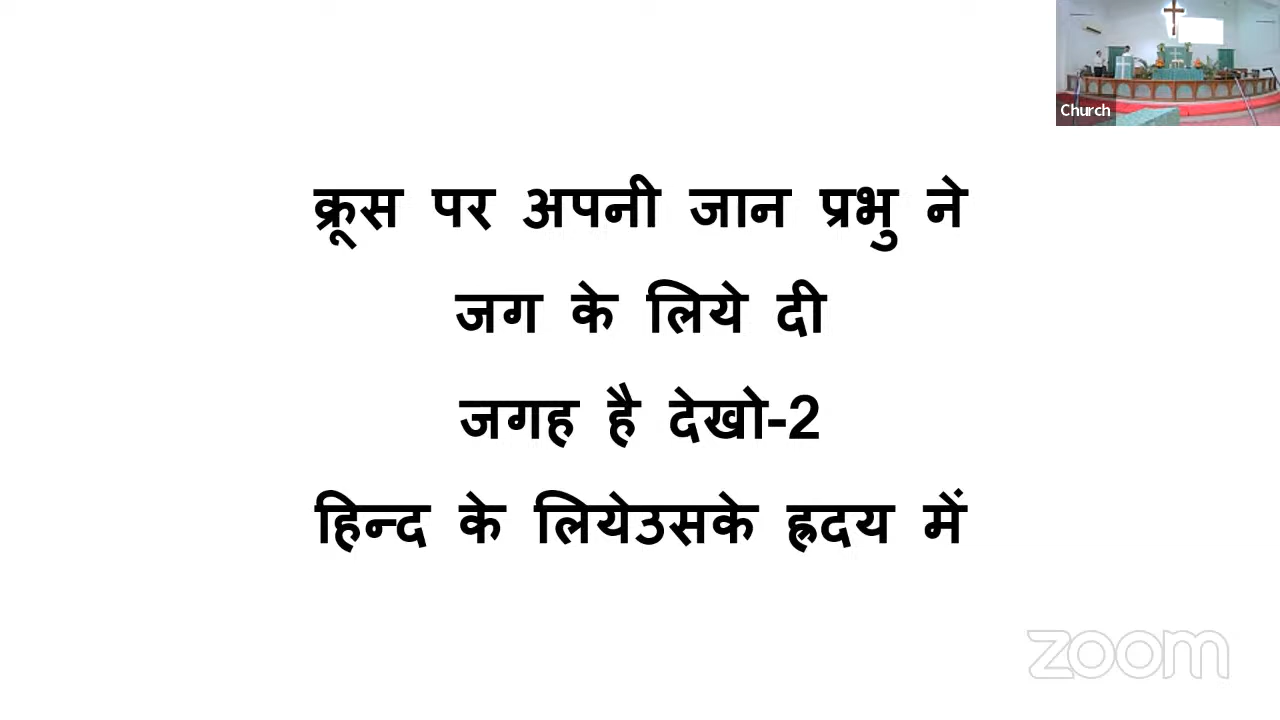 Church
क्रूस पर अपनी जान प्रभु ने
जग के लिये दी
जगह है देखो-2
हिन्द के लियेउसके ह्रदय में
zoom